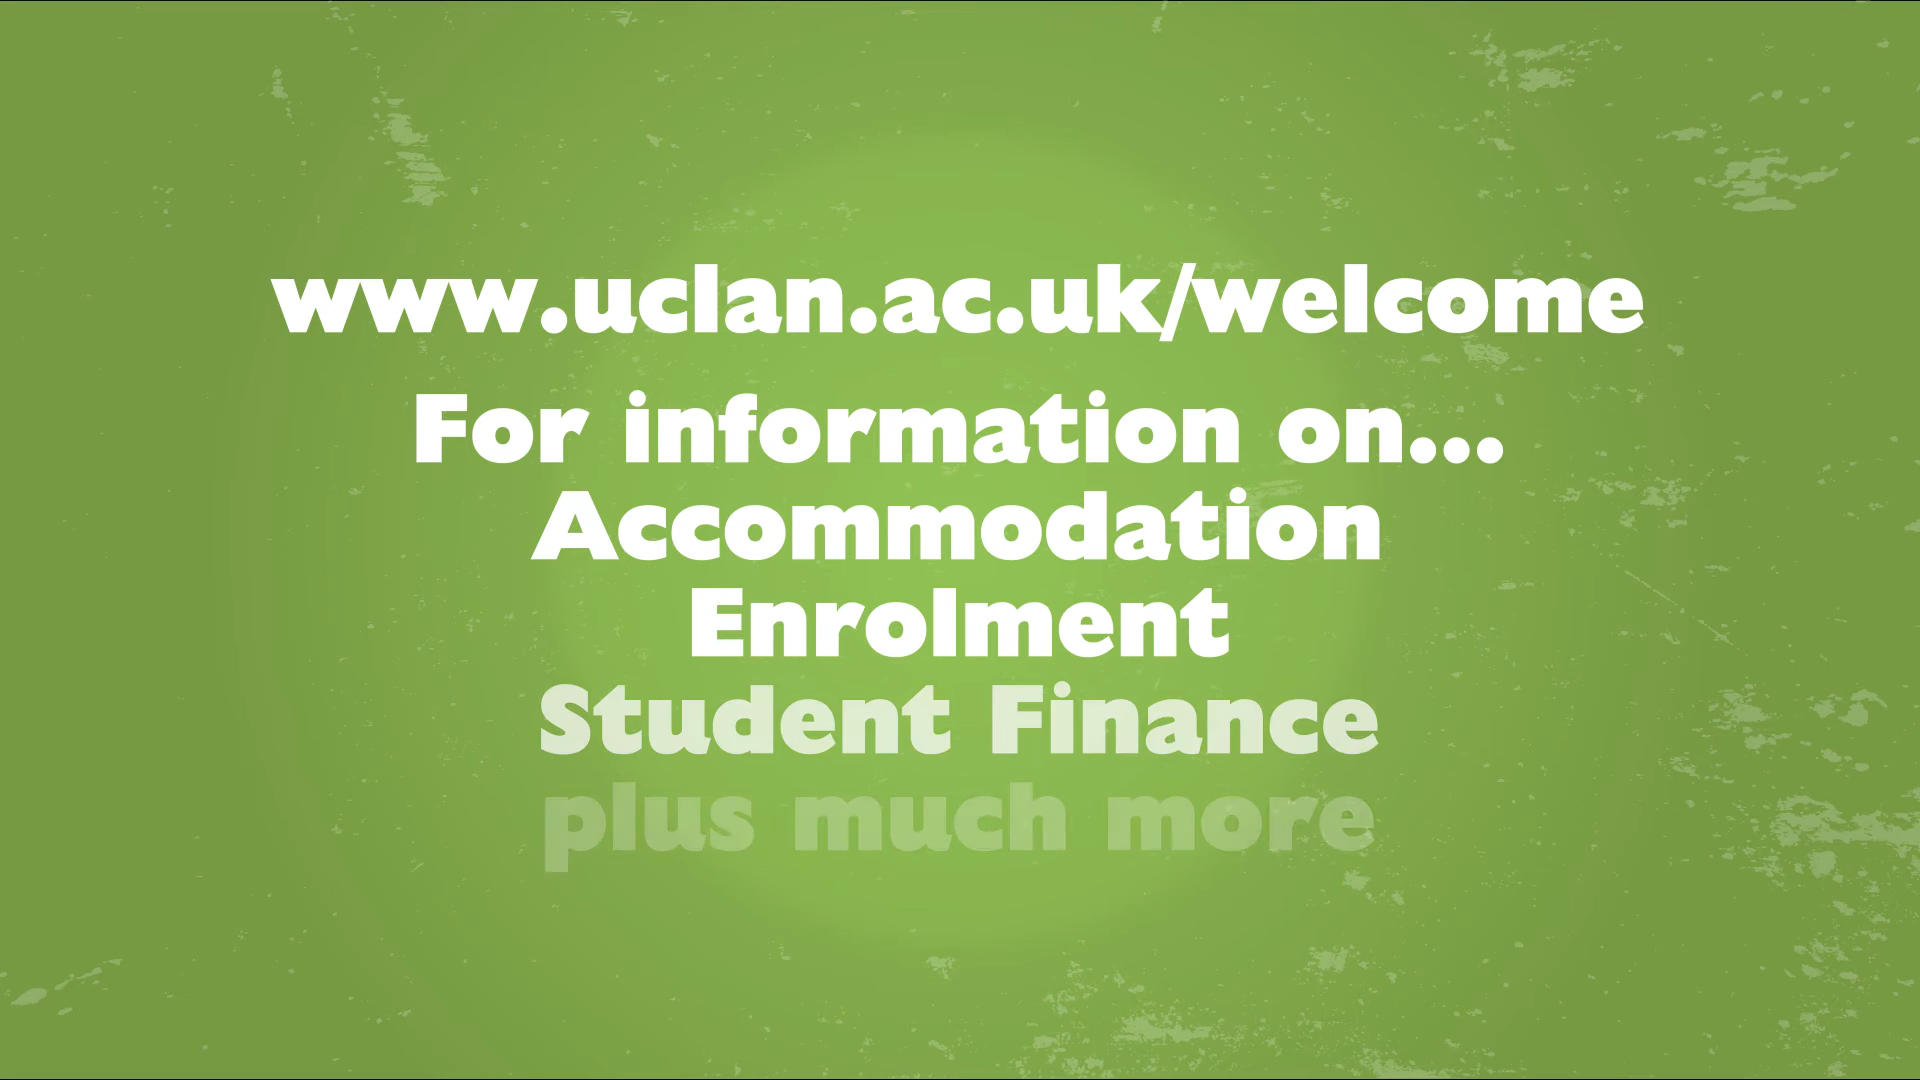 www.uclan.ac.uk/welcome
For information on...
Accommodation
Enrolment
Student Finance
plus much more